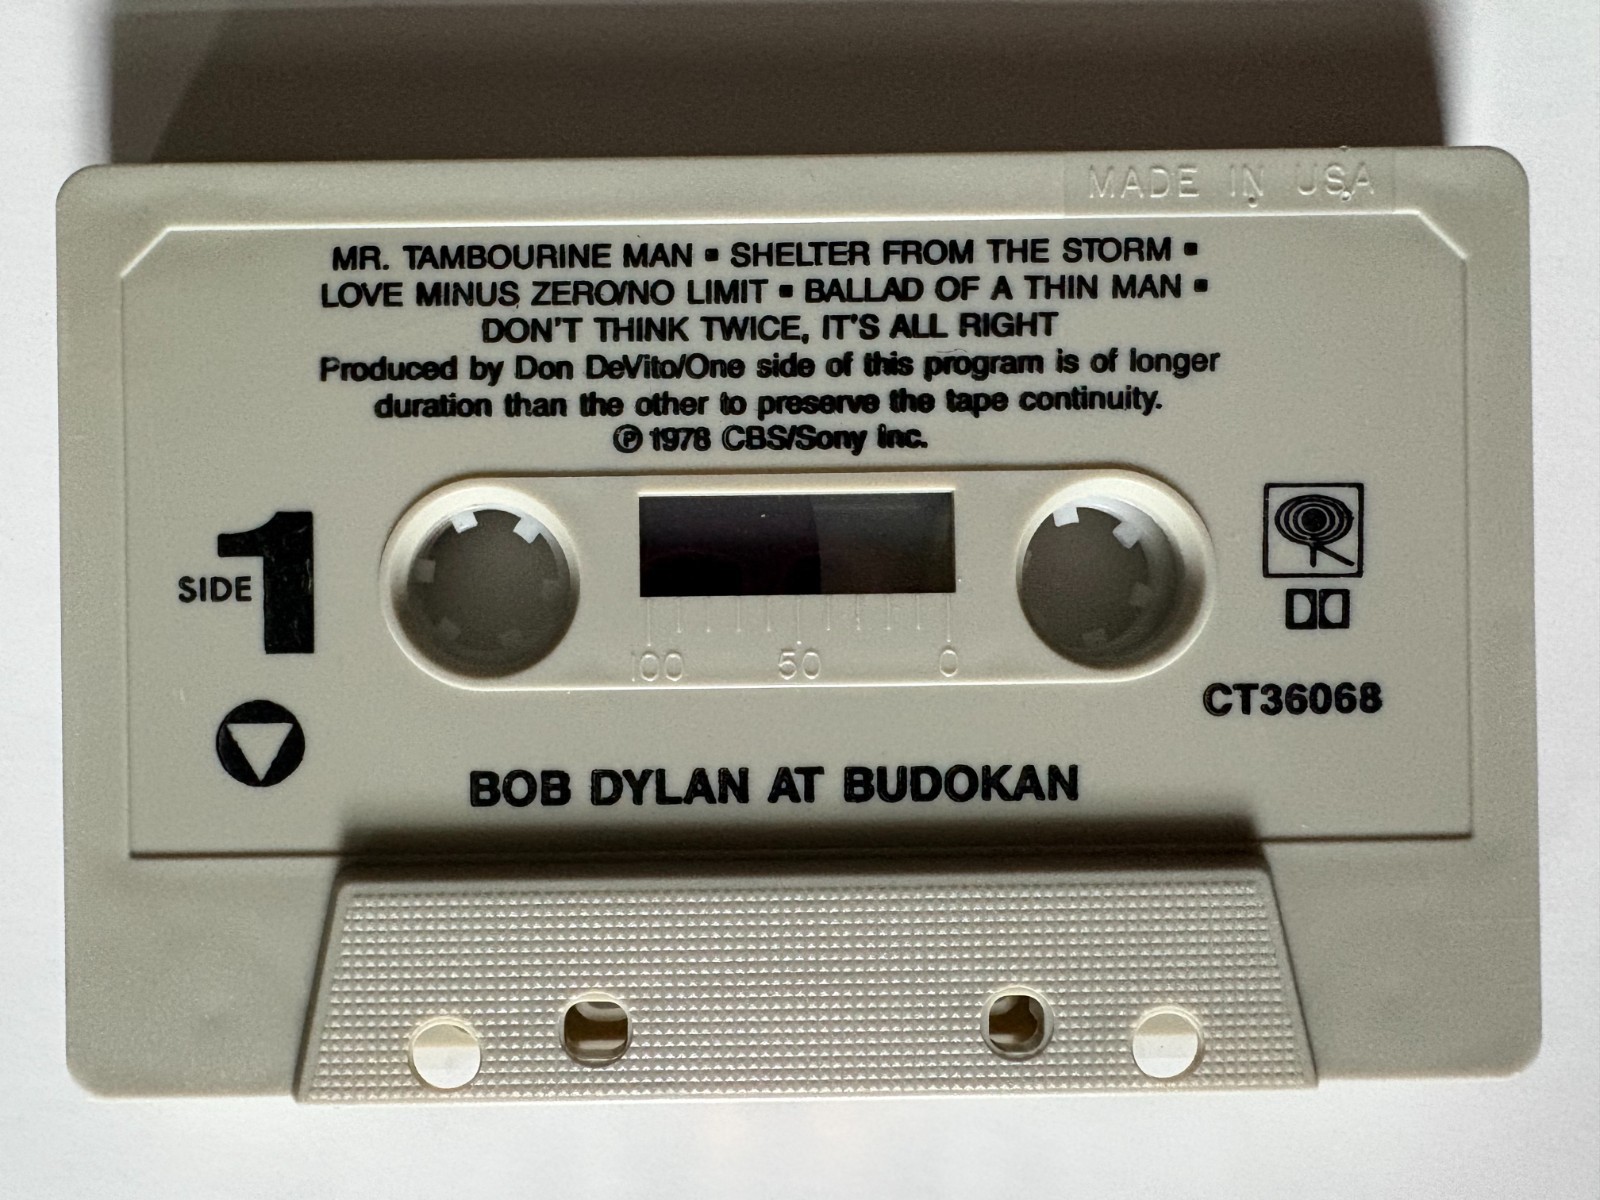 MADE IN USA
MR. TAMBOURINE MAN ▪ SHELTER FROM THE STORM ▪
LOVE MINUS ZERO/NO LIMIT ▪ BALLAD OF A THIN MAN ▪
DON'T THINK TWICE, IT'S ALL RIGHT
Produced by Don DeVito/One side of this program is of longer
duration than the other to preserve the tape continuity.
℗ 1978 CBS/Sony Inc.
SIDE 1
100 50 0
CT36068
BOB DYLAN AT BUDOKAN